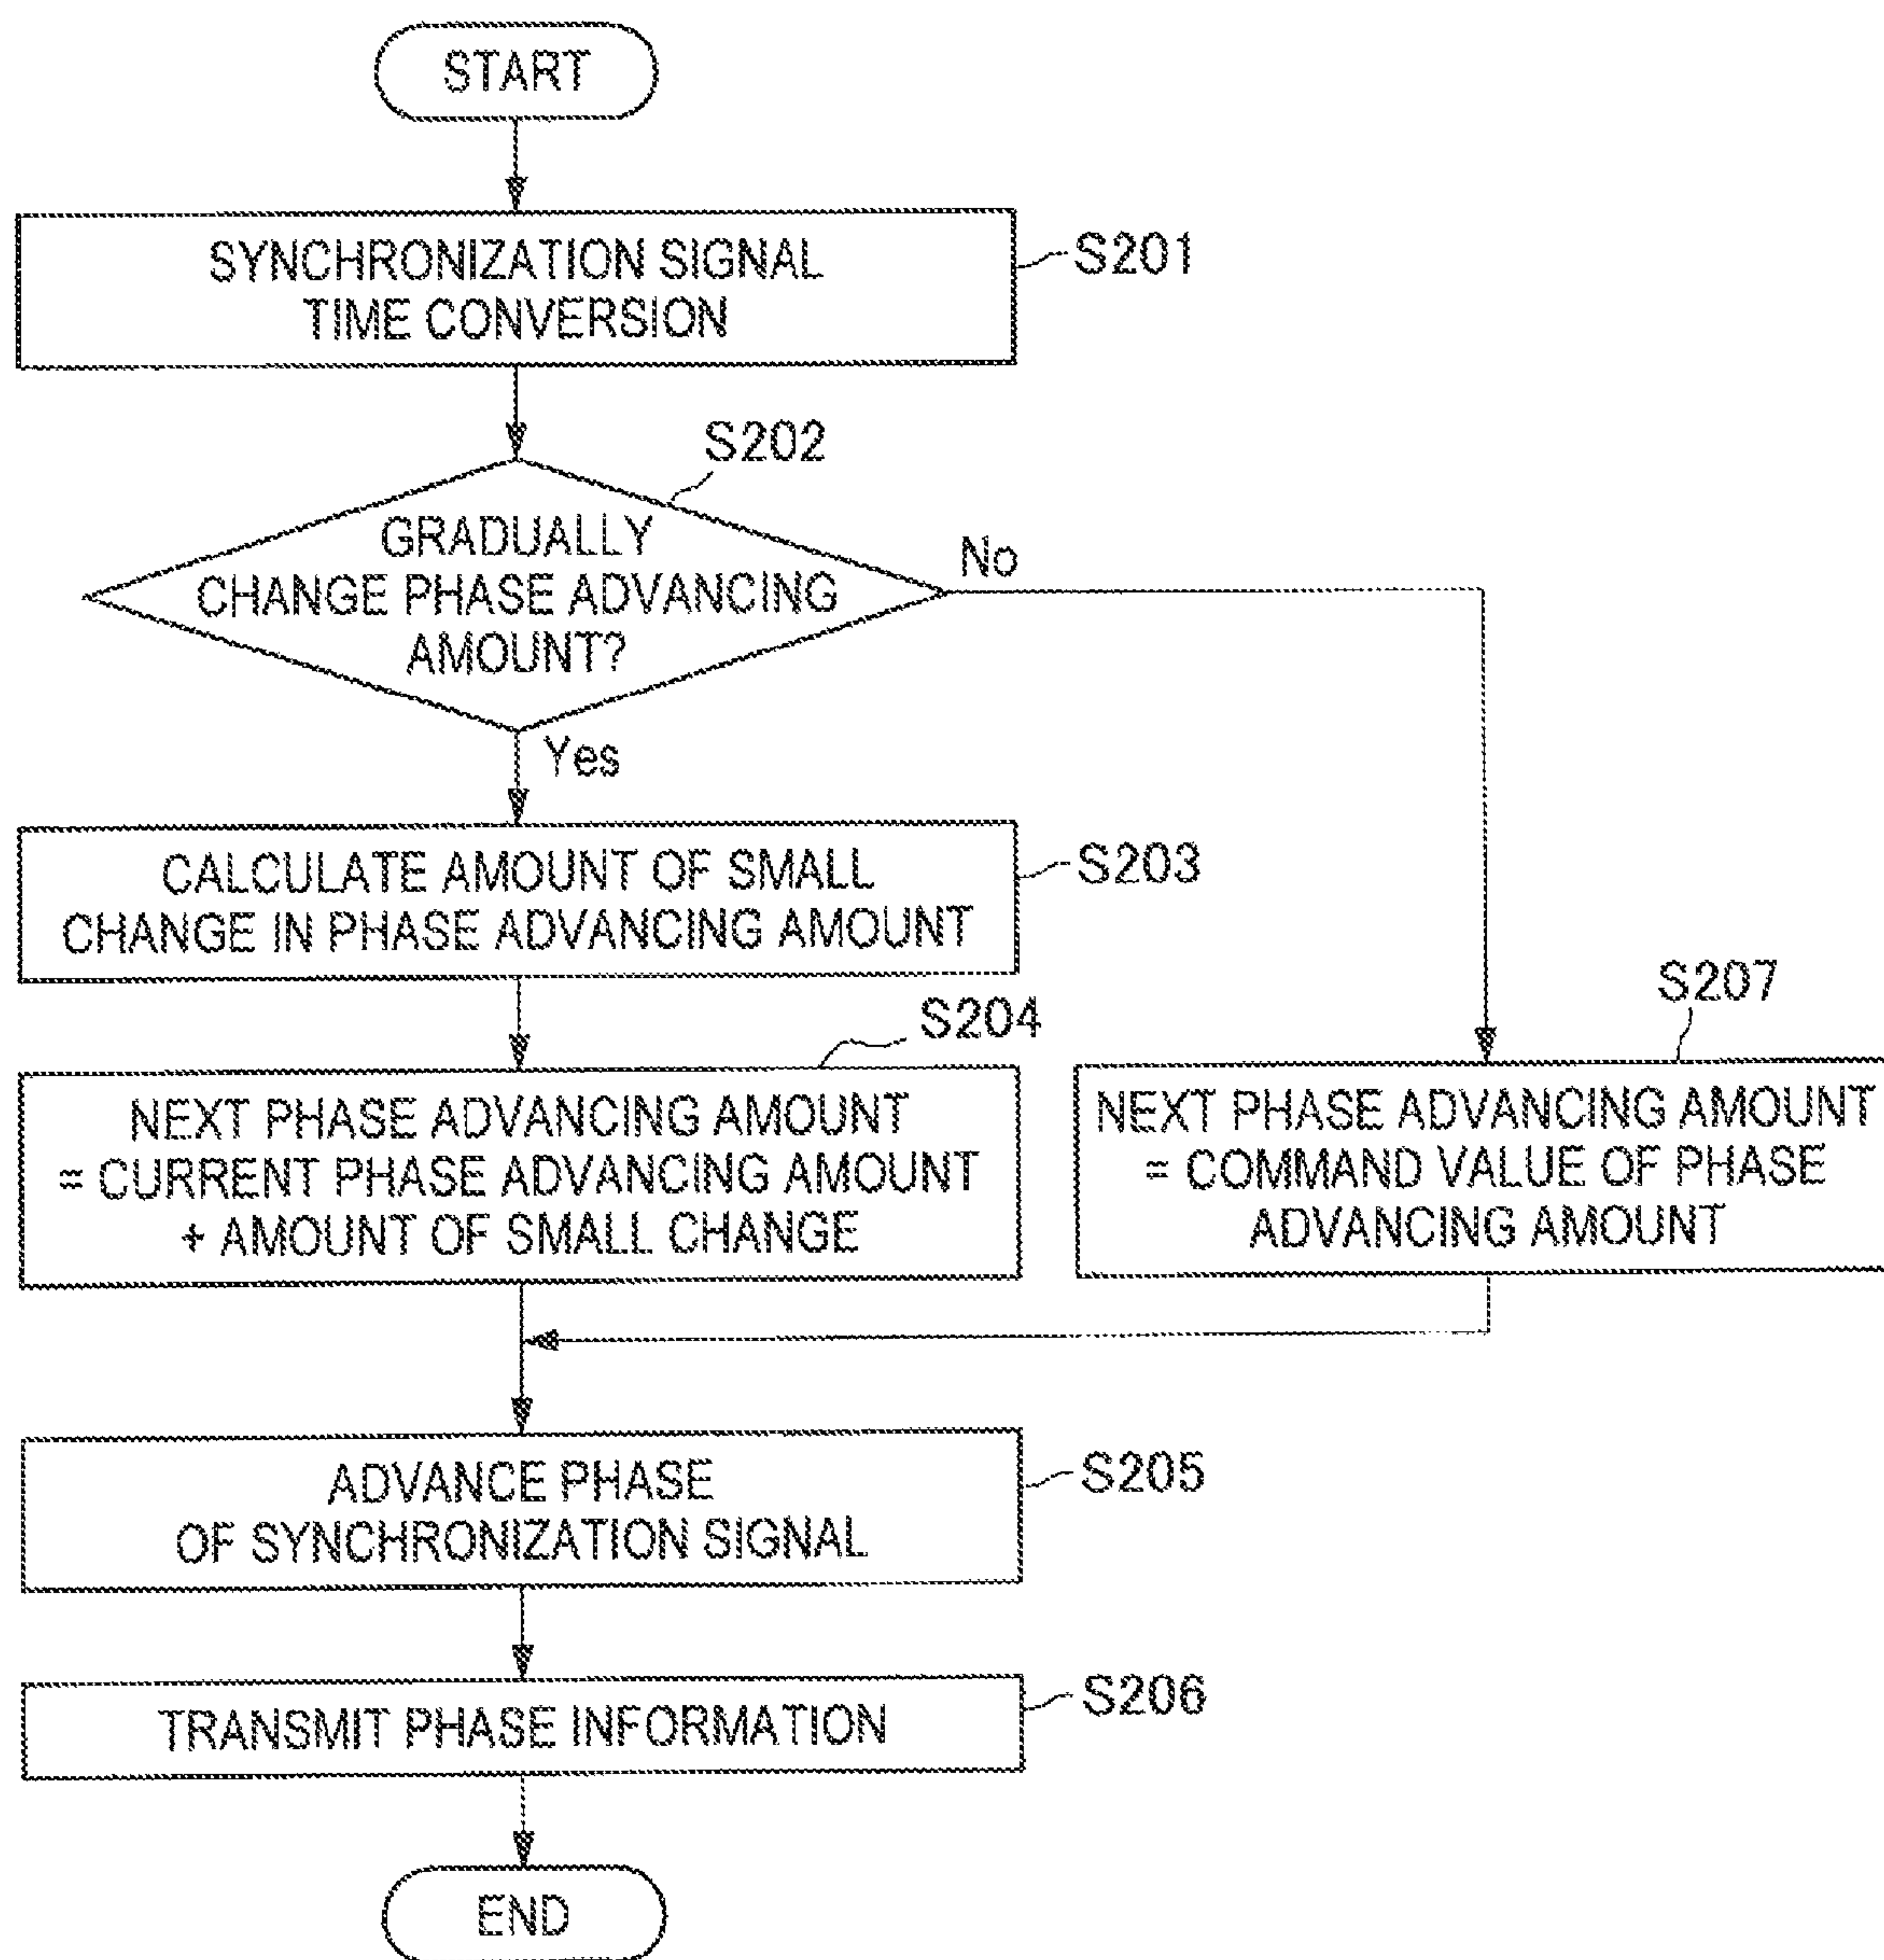 START
SYNCHRONIZATION SIGNAL
TIME CONVERSION
S201
S202
GRADUALLY
CHANGE PHASE ADVANCING
AMOUNT?
No
Yes
CALCULATE AMOUNT OF SMALL
CHANGE IN PHASE ADVANCING AMOUNT
S203
S204
NEXT PHASE ADVANCING AMOUNT
= CURRENT PHASE ADVANCING AMOUNT
+ AMOUNT OF SMALL CHANGE
S207
NEXT PHASE ADVANCING AMOUNT
= COMMAND VALUE OF PHASE
ADVANCING AMOUNT
ADVANCE PHASE
OF SYNCHRONIZATION SIGNAL
S205
TRANSMIT PHASE INFORMATION
S206
END